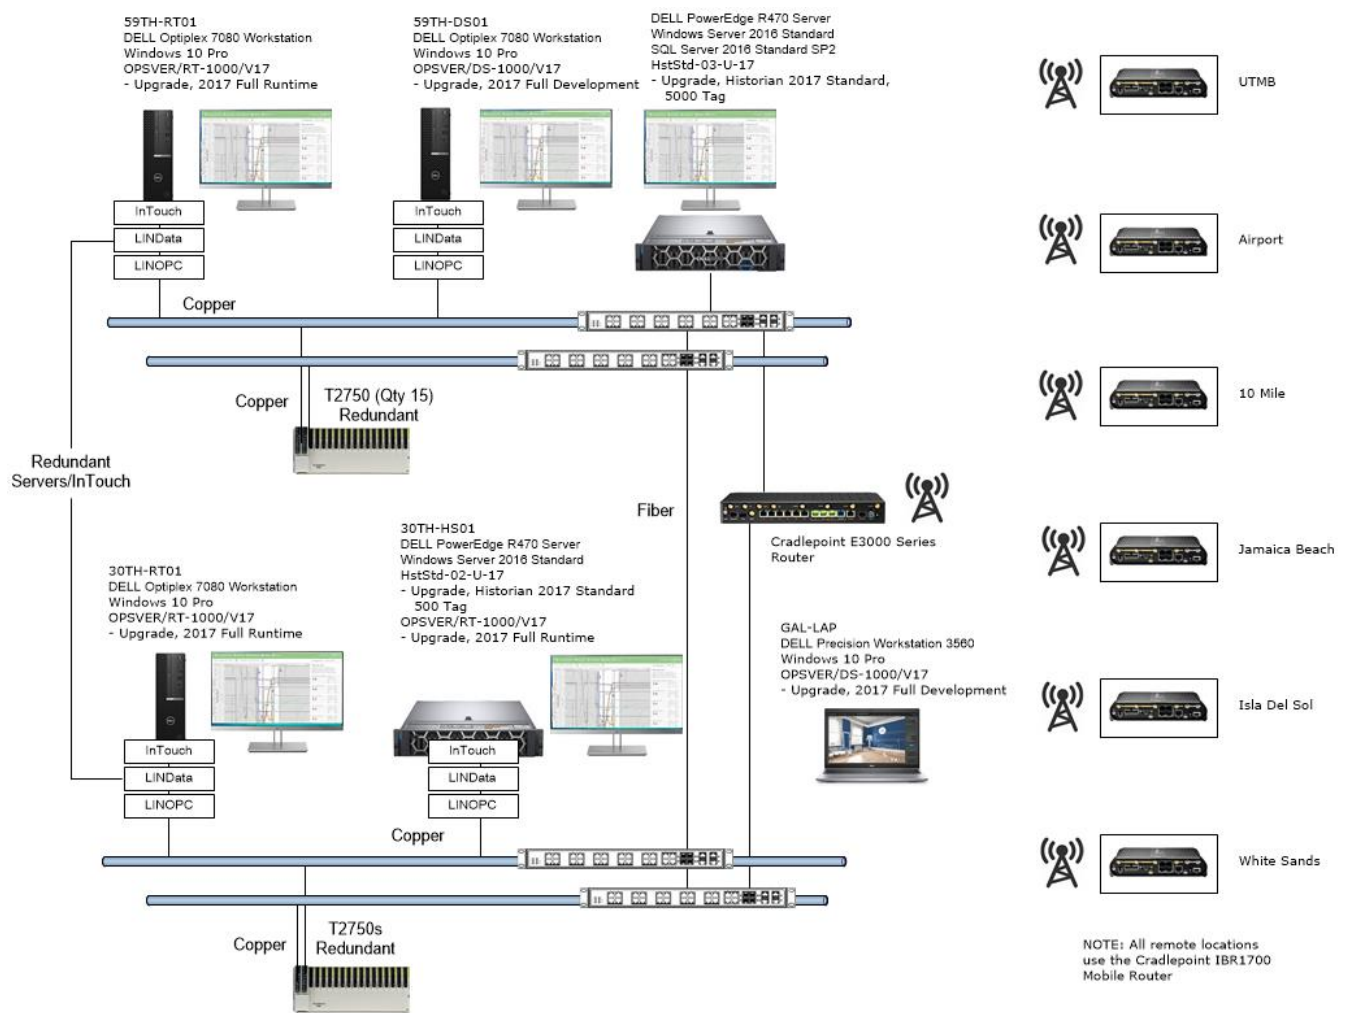 59TH-RT01
DELL Optiplex 7080 Workstation
Windows 10 Pro
OPSVER/RT-1000/V17
- Upgrade, 2017 Full Runtime
59TH-DS01
DELL Optiplex 7080 Workstation
Windows 10 Pro
OPSVER/DS-1000/V17
- Upgrade, 2017 Full Development
DELL PowerEdge R470 Server
Windows Server 2016 Standard
SQL Server 2016 Standard SP2
HstStd-03-U-17
- Upgrade, Historian 2017 Standard,
5000 Tag
InTouch
LINData
LINOPC
InTouch
LINData
LINOPC
Copper
Copper
T2750 (Qty 15)
Redundant
Redundant
Servers/InTouch
Fiber
Cradlepoint E3000 Series
Router
30TH-RT01
DELL Optiplex 7080 Workstation
Windows 10 Pro
OPSVER/RT-1000/V17
- Upgrade, 2017 Full Runtime
30TH-HS01
DELL PowerEdge R470 Server
Windows Server 2016 Standard
HstStd-02-U-17
- Upgrade, Historian 2017 Standard
500 Tag
OPSVER/RT-1000/V17
- Upgrade, 2017 Full Runtime
GAL-LAP
DELL Precision Workstation 3560
Windows 10 Pro
OPSVER/DS-1000/V17
- Upgrade, 2017 Full Development
InTouch
LINData
LINOPC
InTouch
LINData
LINOPC
Copper
Copper
T2750s
Redundant
UTMB
Airport
10 Mile
Jamaica Beach
Isla Del Sol
White Sands
NOTE: All remote locations
use the Cradlepoint IBR1700
Mobile Router